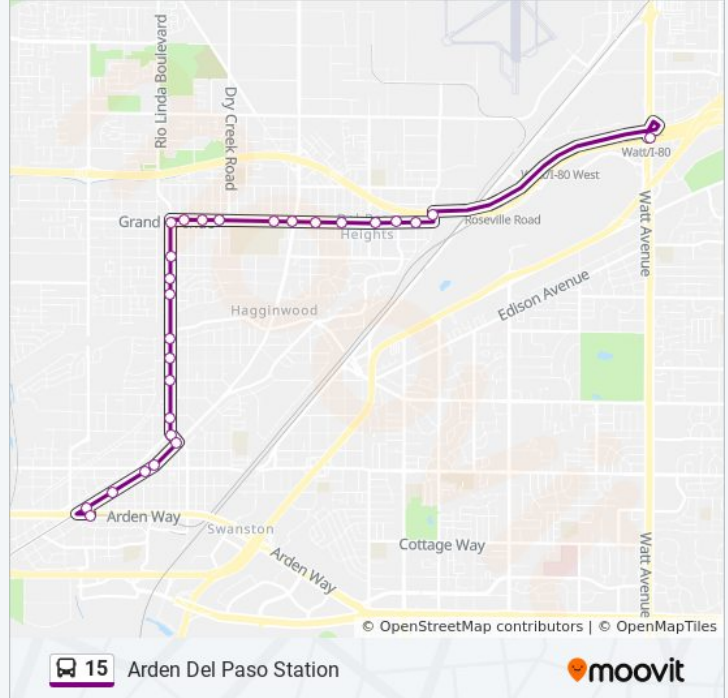 Rio Linda Boulevard
Dry Creek Road
Watt/I-80
/I-80 West
Watt Avenue
Grand
Roseville Road
Heights
Edison Avenue
Hagginwood
Arden Way
Swanston
Cottage Way
Arden Way
Watt Avenue
© OpenStreetMap contributors | © OpenMapTiles
15 Arden Del Paso Station
moovit